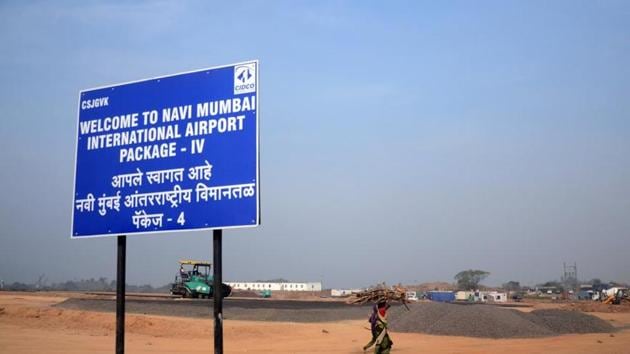 CIDCO
CSJGVK
WELCOME TO NAVI MUMBAI
INTERNATIONAL AIRPORT
PACKAGE - IV
आपले स्वागत आहे
नवी मुंबई आंतरराष्ट्रीय विमानतळ
पॅकेज - 4